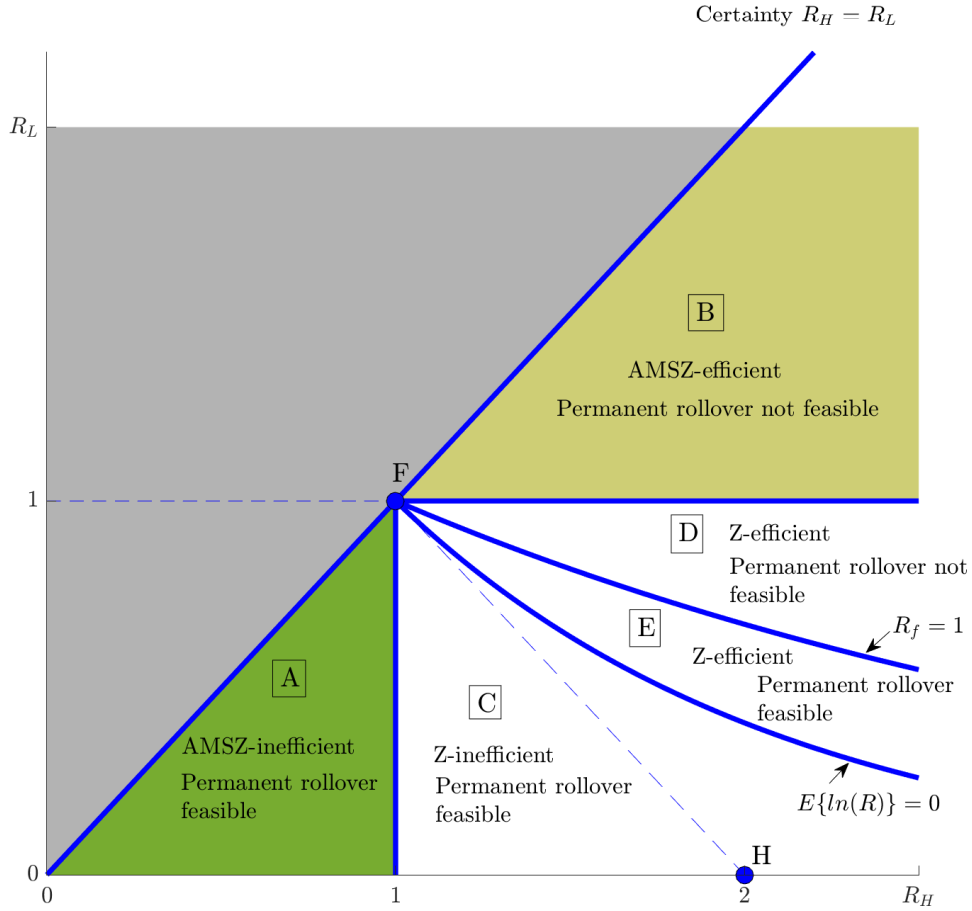 Certainty R_H = R_L
R_L
B
AMSZ-efficient
Permanent rollover not feasible
F
1
D
Z-efficient
Permanent rollover not
feasible
R_f = 1
E
Z-efficient
Permanent rollover
feasible
A
C
AMSZ-inefficient
Permanent rollover
feasible
Z-inefficient
Permanent rollover
feasible
E{ln(R)} = 0
H
0
0
1
2
R_H